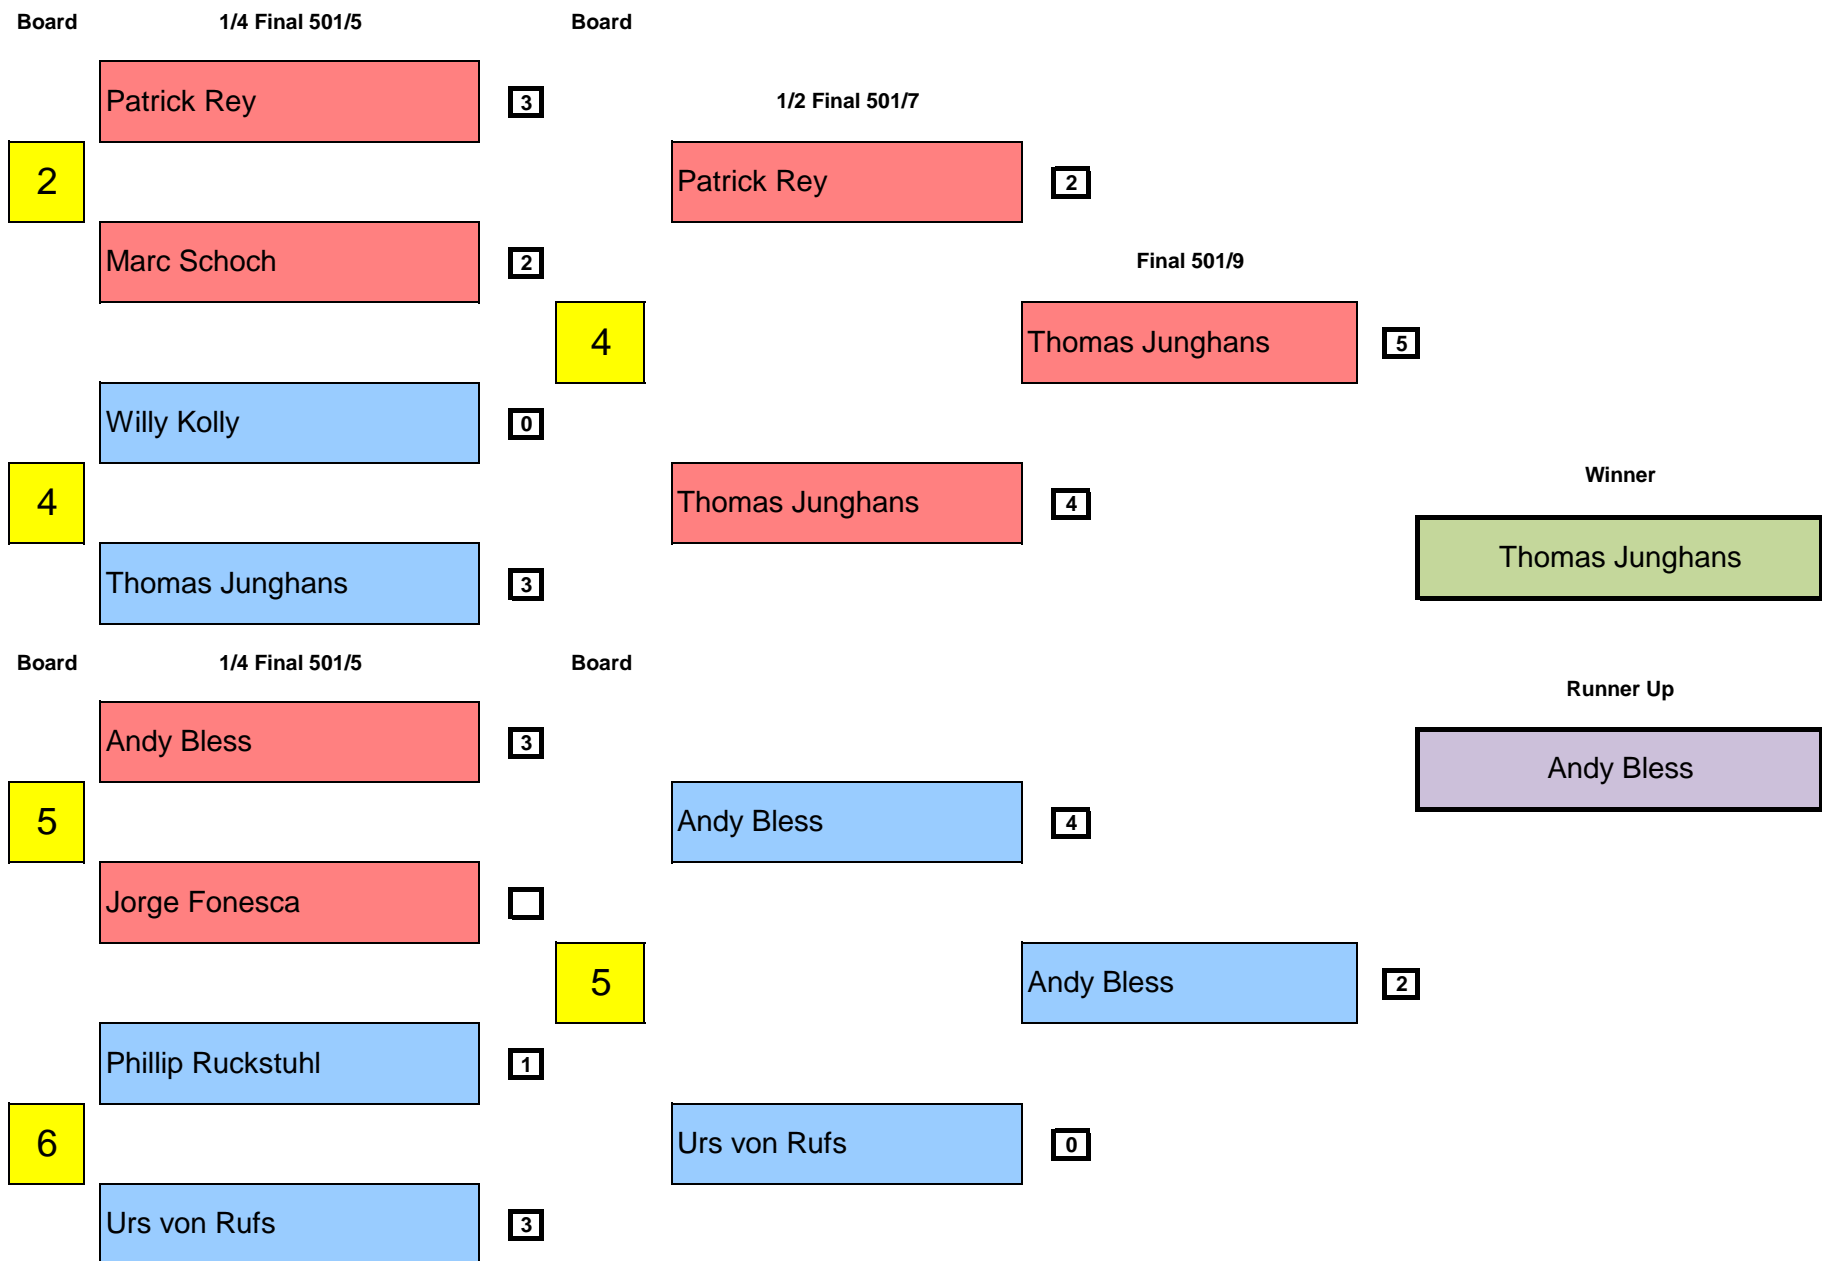 Board 1/4 Final 501/5 Board
Patrick Rey 3 1/2 Final 501/7
2 Patrick Rey 2
Marc Schoch 2 Final 501/9
4 Thomas Junghans 5
Willy Kolly 0
Winner
4 Thomas Junghans 4
Thomas Junghans
Thomas Junghans 3
Board 1/4 Final 501/5 Board
Runner Up
Andy Bless 3
Andy Bless
5 Andy Bless 4
Jorge Fonesca
5 Andy Bless 2
Phillip Ruckstuhl 1
6 Urs von Rufs 0
Urs von Rufs 3